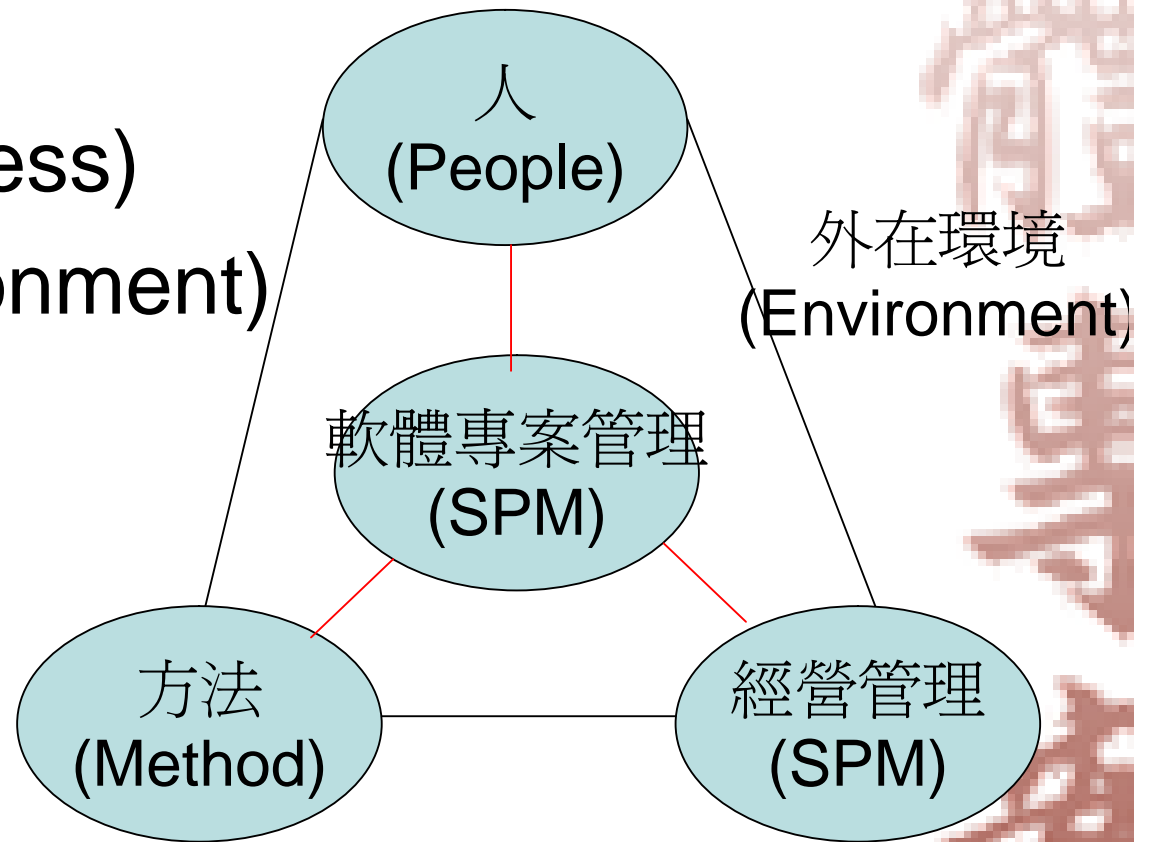 ess)
onment)
人
(People)
外在環境
(Environment)
軟體專案管理
(SPM)
方法
(Method)
經營管理
(SPM)